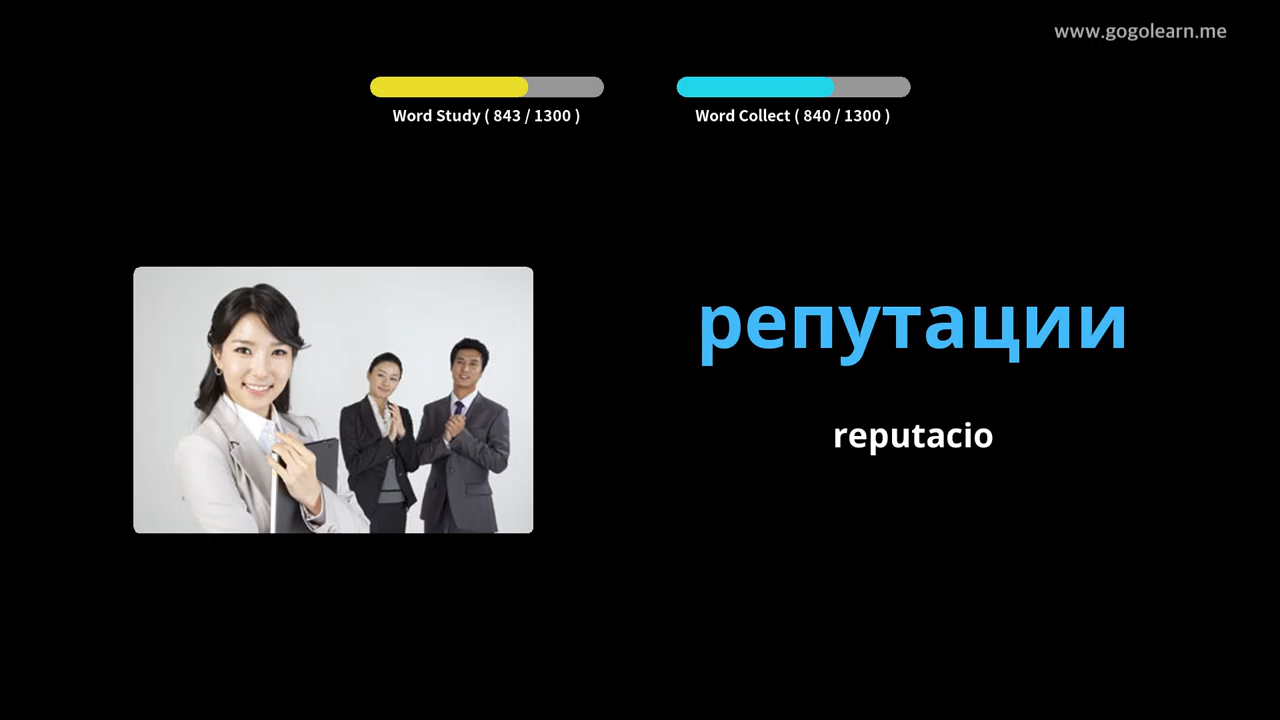 www.gogolearn.me
Word Study ( 843 / 1300 )
Word Collect ( 840 / 1300 )
репутации
reputacio